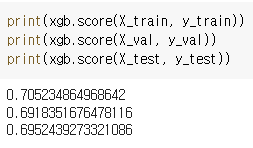 print(xgb.score(X_train, y_train))
print(xgb.score(X_val, y_val))
print(xgb.score(X_test, y_test))
0.705234864968642
0.6918351676478116
0.6952439273321086